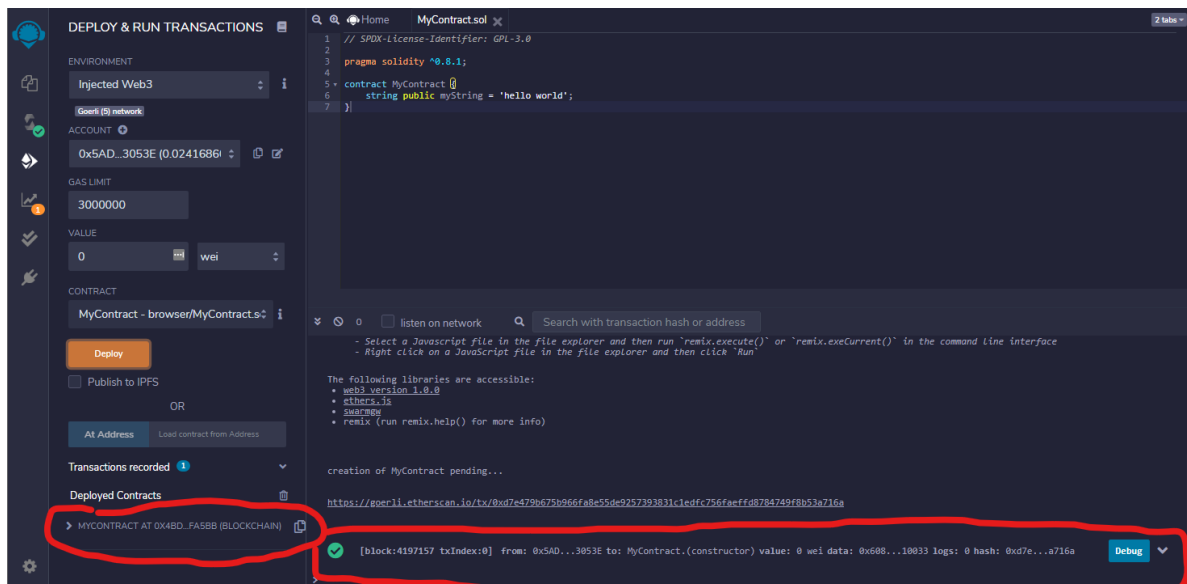 DEPLOY & RUN TRANSACTIONS
ENVIRONMENT
Injected Web3
i
Goerli (5) network
ACCOUNT
0x5AD...3053E (0.0241686(
GAS LIMIT
3000000
VALUE
0
wei
CONTRACT
MyContract - browser/MyContract.s
i
Deploy
Publish to IPFS
OR
At Address
Load contract from Address
Transactions recorded
1
Deployed Contracts
MYCONTRACT AT 0X4BD...FA5BB (BLOCKCHAIN)
1
Home
MyContract.sol
2 tabs
1 // SPDX-License-Identifier: GPL-3.0
2
3 pragma solidity ^0.8.1;
4
5 contract MyContract {
6 string public myString = 'hello world';
7 }
0
listen on network
Search with transaction hash or address
- Select a Javascript file in the file explorer and then run `remix.execute()` or `remix.exeCurrent()` in the command line interface
- Right click on a JavaScript file in the file explorer and then click `Run`
The following libraries are accessible:
• web3 version 1.0.0
• ethers.js
• swarmgw
• remix (run remix.help() for more info)
creation of MyContract pending...
https://goerli.etherscan.io/tx/0xd7e479b675b966fa8e55de9257393831c1edfc756faeffd8784749f8b53a716a
[block:4197157 txIndex:0] from: 0x5AD...3053E to: MyContract.(constructor) value: 0 wei data: 0x608...10033 logs: 0 hash: 0xd7e...a716a
Debug
>